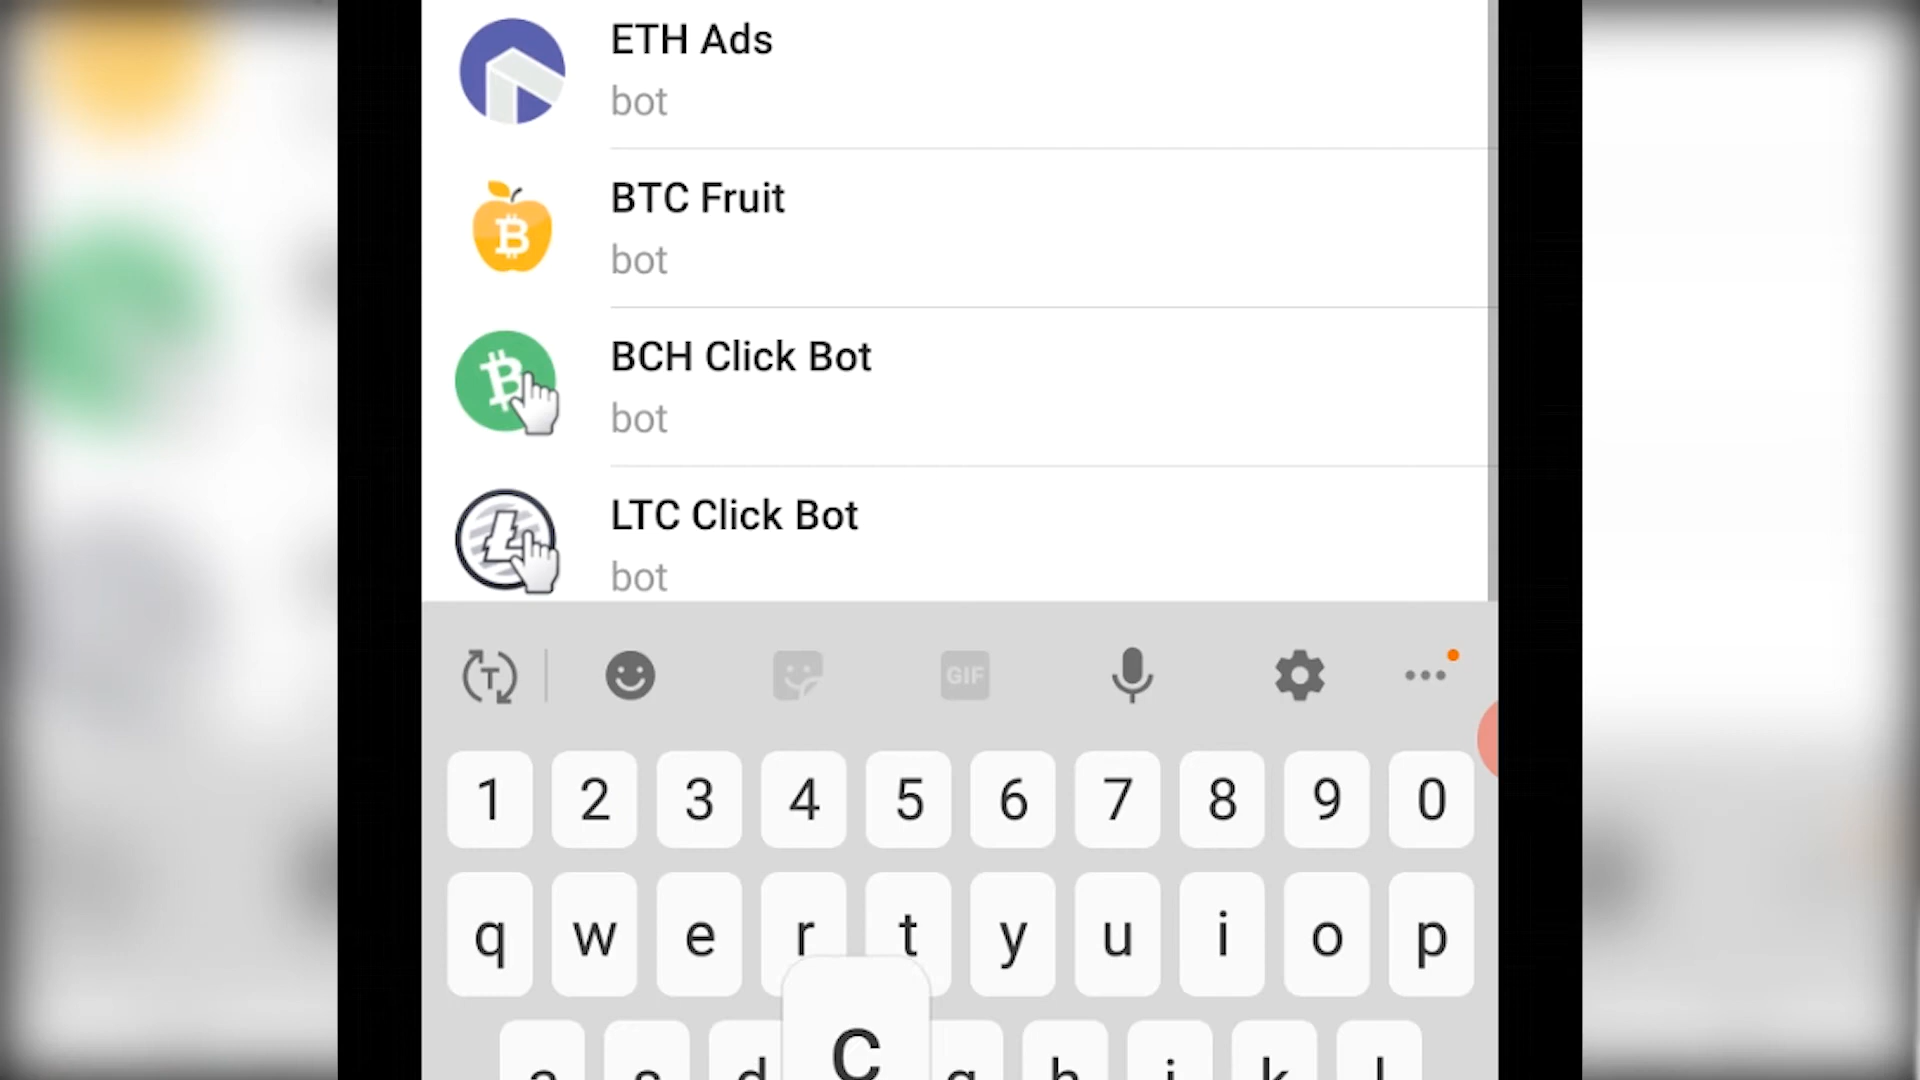 ETH Ads
bot
BTC Fruit
bot
BCH Click Bot
bot
LTC Click Bot
bot
T GIF
1 2 3 4 5 6 7 8 9 0
q w e r t y u i o p
a s d c g h j k l